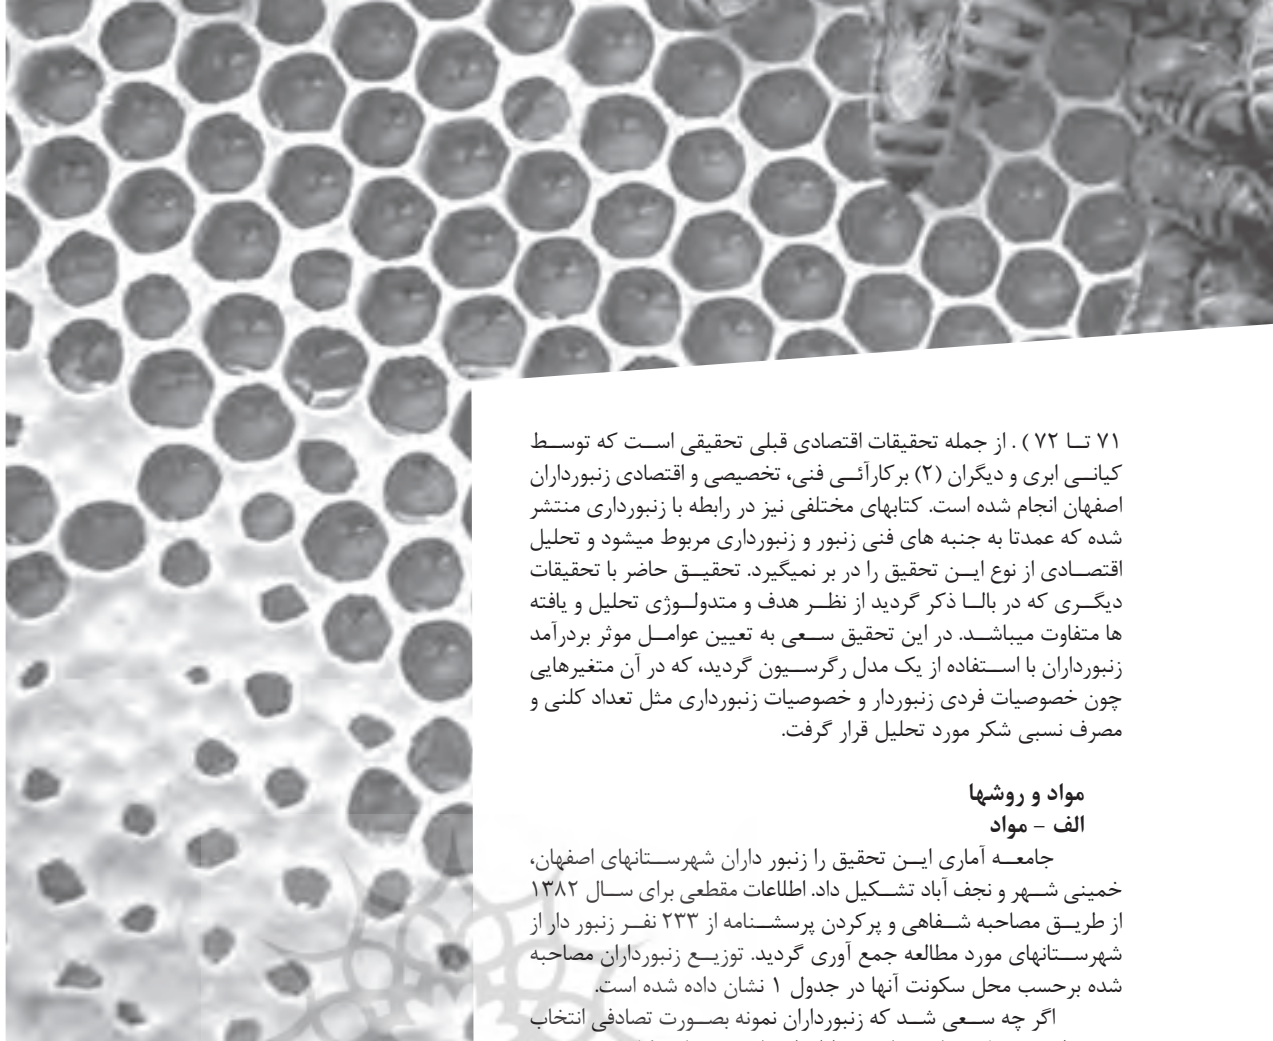 ۷۱ تا ۷۲) . از جمله تحقیقات اقتصادی قبلی تحقیقی است که توسط
کیانی ابری و دیگران (۲) برکارآئی فنی، تخصیصی و اقتصادی زنبورداران
اصفهان انجام شده است. کتابهای مختلفی نیز در رابطه با زنبورداری منتشر
شده که عمدتا به جنبه های فنی زنبور و زنبورداری مربوط میشود و تحلیل
اقتصادی از نوع این تحقیق را در بر نمیگیرد. تحقیق حاضر با تحقیقات
دیگری که در بالا ذکر گردید از نظر هدف و متدولوژی تحلیل و یافته
ها متفاوت میباشد. در این تحقیق سعی به تعیین عوامل موثر بردرآمد
زنبورداران با استفاده از یک مدل رگرسیون گردید، که در آن متغیرهایی
چون خصوصیات فردی زنبوردار و خصوصیات زنبورداری مثل تعداد کلنی و
مصرف نسبی شکر مورد تحلیل قرار گرفت.
مواد و روشها
الف - مواد
جامعه آماری این تحقیق را زنبور داران شهرستانهای اصفهان،
خمینی شهر و نجف آباد تشکیل داد. اطلاعات مقطعی برای سال ۱۳۸۲
از طریق مصاحبه شفاهی و پرکردن پرسشنامه از ۲۳۳ نفر زنبور دار از
شهرستانهای مورد مطالعه جمع آوری گردید. توزیع زنبورداران مصاحبه
شده برحسب محل سکونت آنها در جدول ۱ نشان داده شده است.
اگر چه سعی شد که زنبورداران نمونه بصورت تصادفی انتخاب